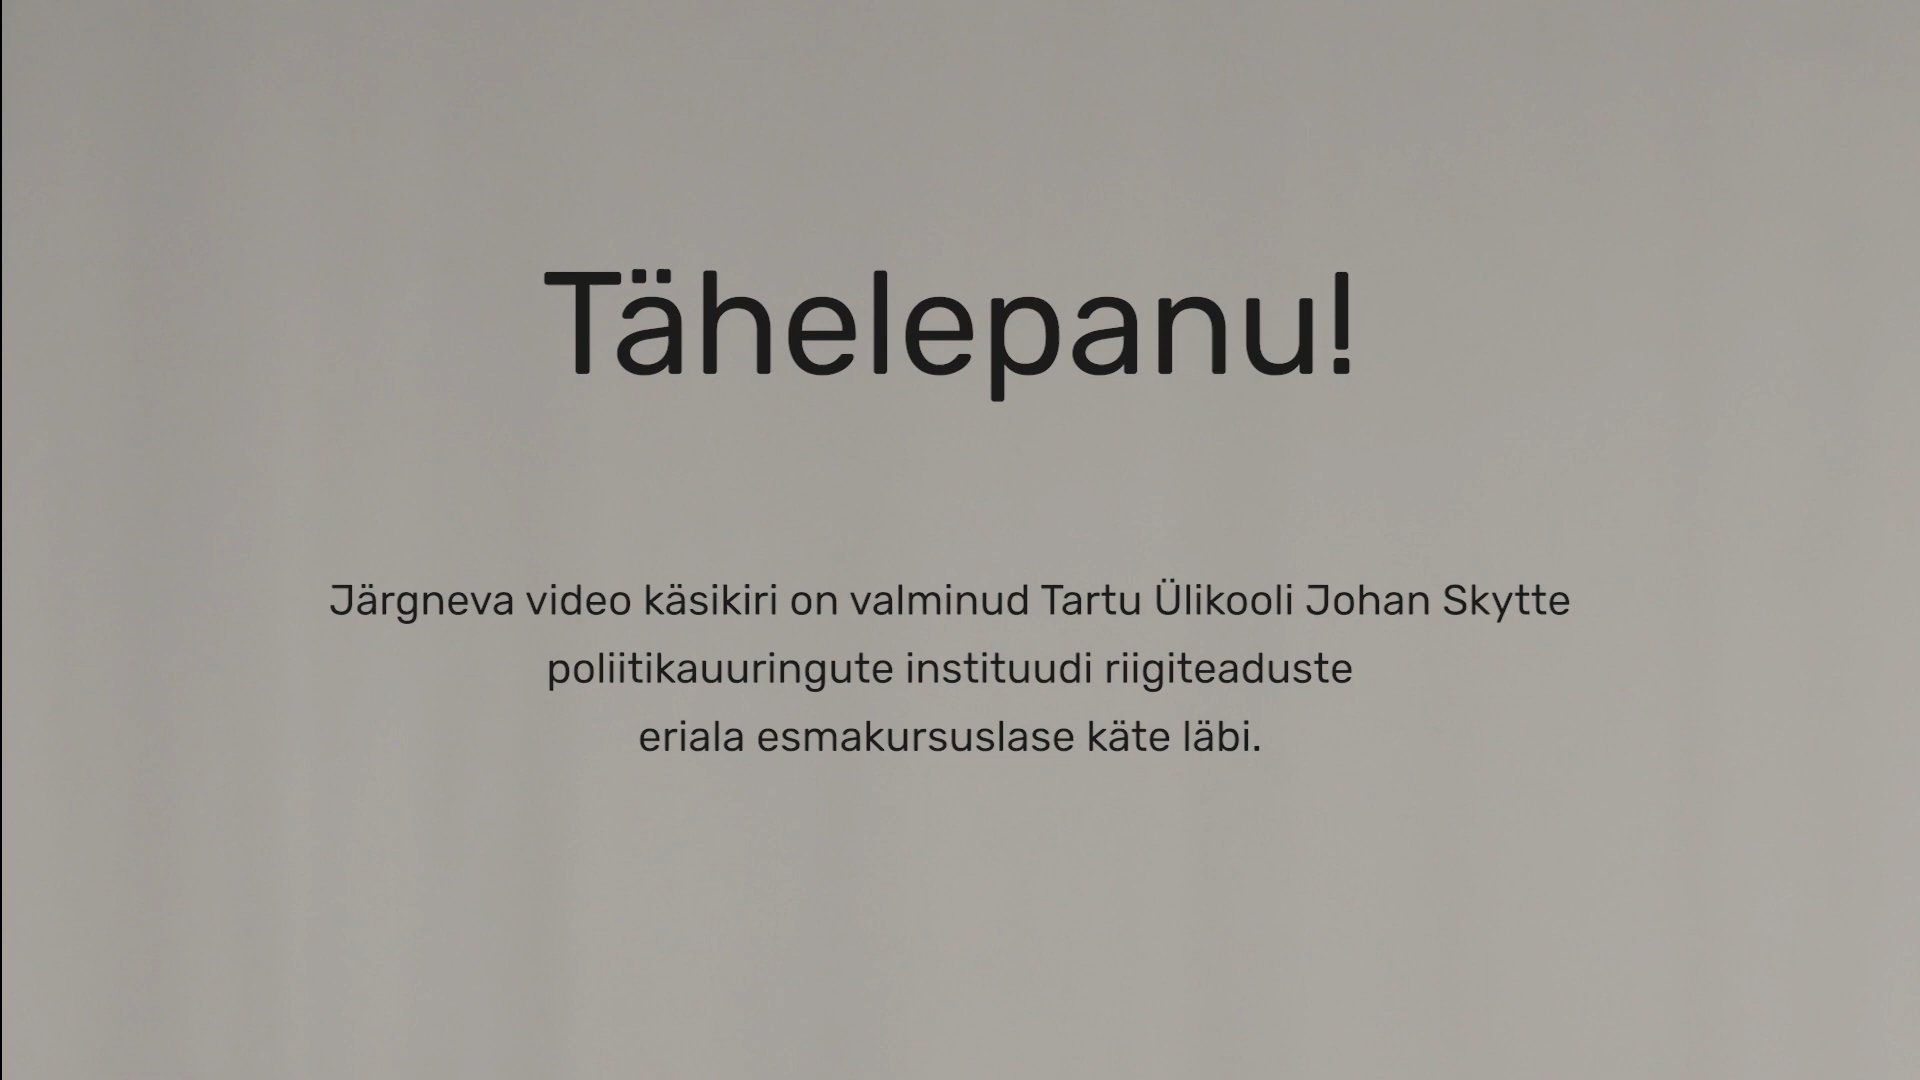 Tähelepanu!
Järgneva video käsikiri on valminud Tartu Ülikooli Johan Skytte
poliitikauuringute instituudi riigiteaduste
eriala esmakursuslase käte läbi.